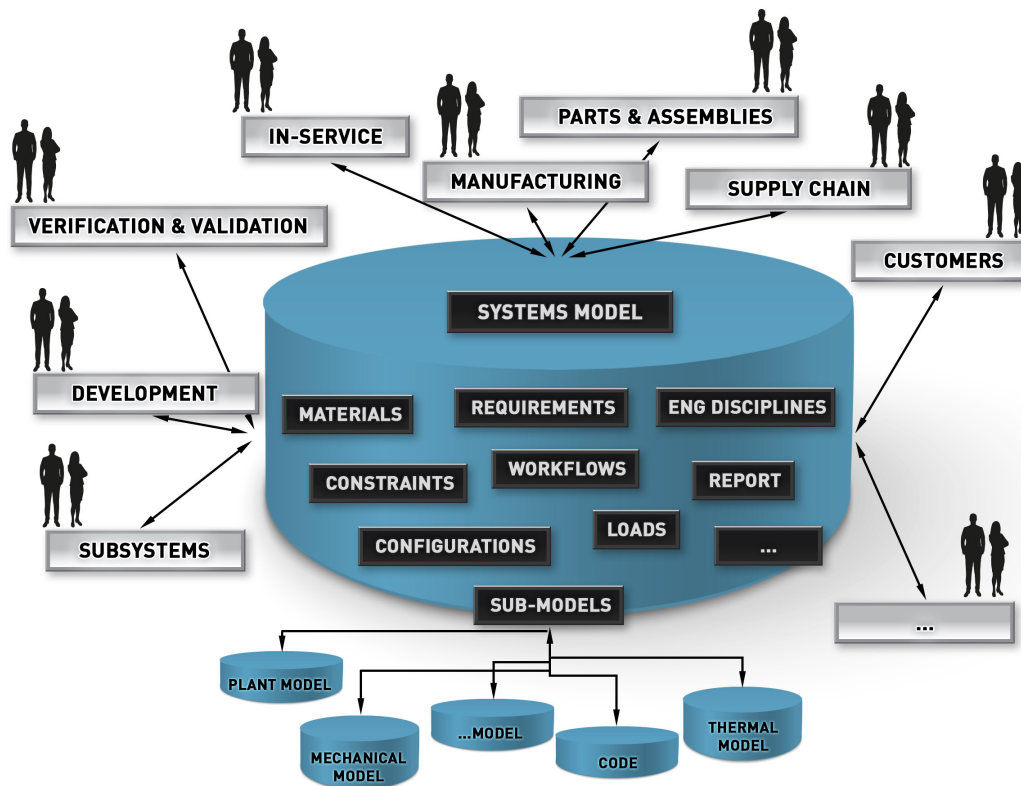 IN-SERVICE
PARTS & ASSEMBLIES
MANUFACTURING
SUPPLY CHAIN
VERIFICATION & VALIDATION
CUSTOMERS
SYSTEMS MODEL
DEVELOPMENT
MATERIALS
REQUIREMENTS
ENG DISCIPLINES
CONSTRAINTS
WORKFLOWS
REPORT
SUBSYSTEMS
CONFIGURATIONS
LOADS
...
SUB-MODELS
...
PLANT MODEL
MECHANICAL
MODEL
...MODEL
CODE
THERMAL
MODEL